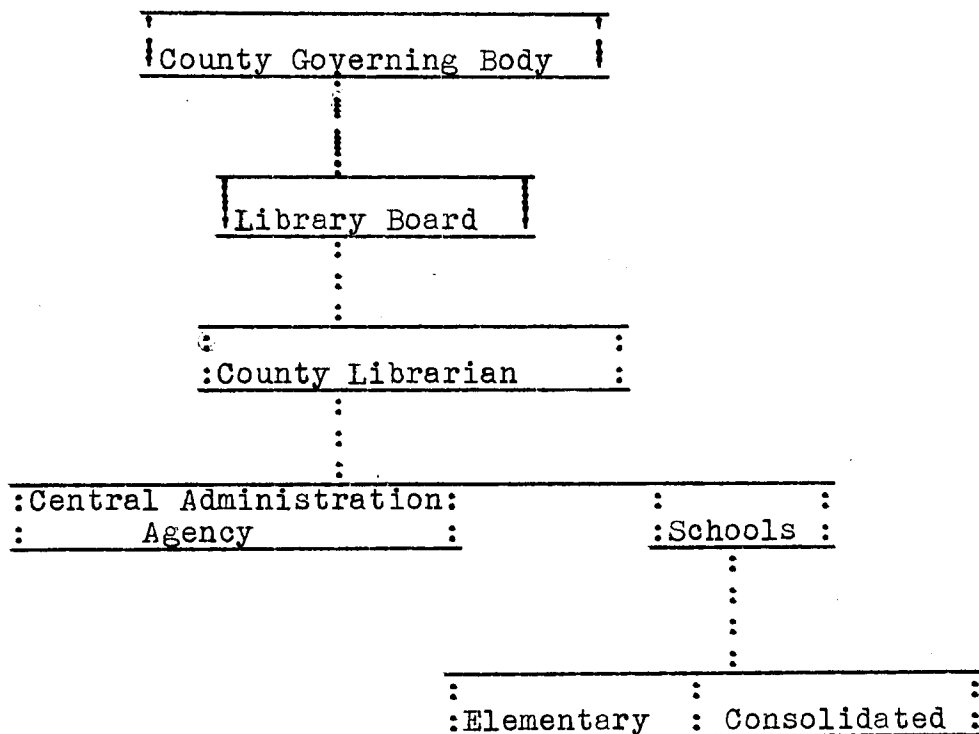 County Governing Body
Library Board
County Librarian
Central Administration
Agency
Schools
Elementary
Consolidated